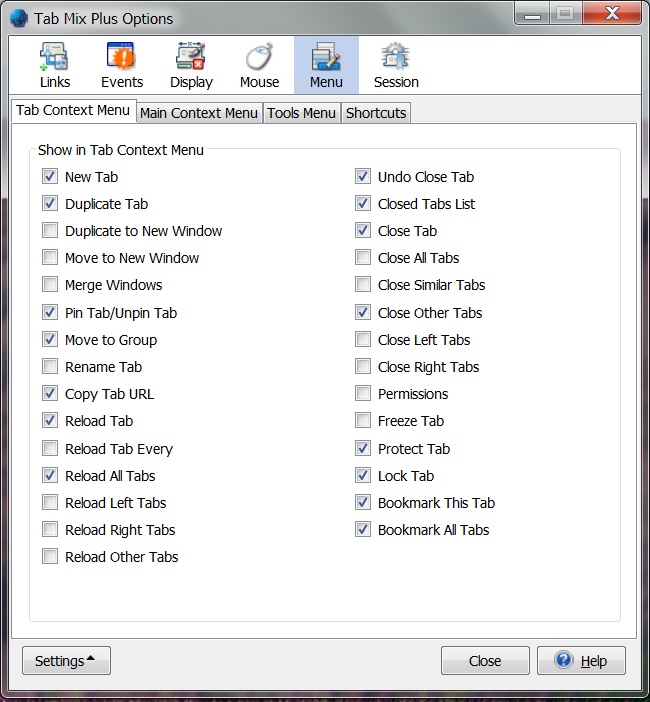 Tab Mix Plus Options
Links Events Display Mouse Menu Session
Tab Context Menu Main Context Menu Tools Menu Shortcuts
Show in Tab Context Menu
New Tab
Duplicate Tab
Duplicate to New Window
Move to New Window
Merge Windows
Pin Tab/Unpin Tab
Move to Group
Rename Tab
Copy Tab URL
Reload Tab
Reload Tab Every
Reload All Tabs
Reload Left Tabs
Reload Right Tabs
Reload Other Tabs
Undo Close Tab
Closed Tabs List
Close Tab
Close All Tabs
Close Similar Tabs
Close Other Tabs
Close Left Tabs
Close Right Tabs
Permissions
Freeze Tab
Protect Tab
Lock Tab
Bookmark This Tab
Bookmark All Tabs
Settings Close Help